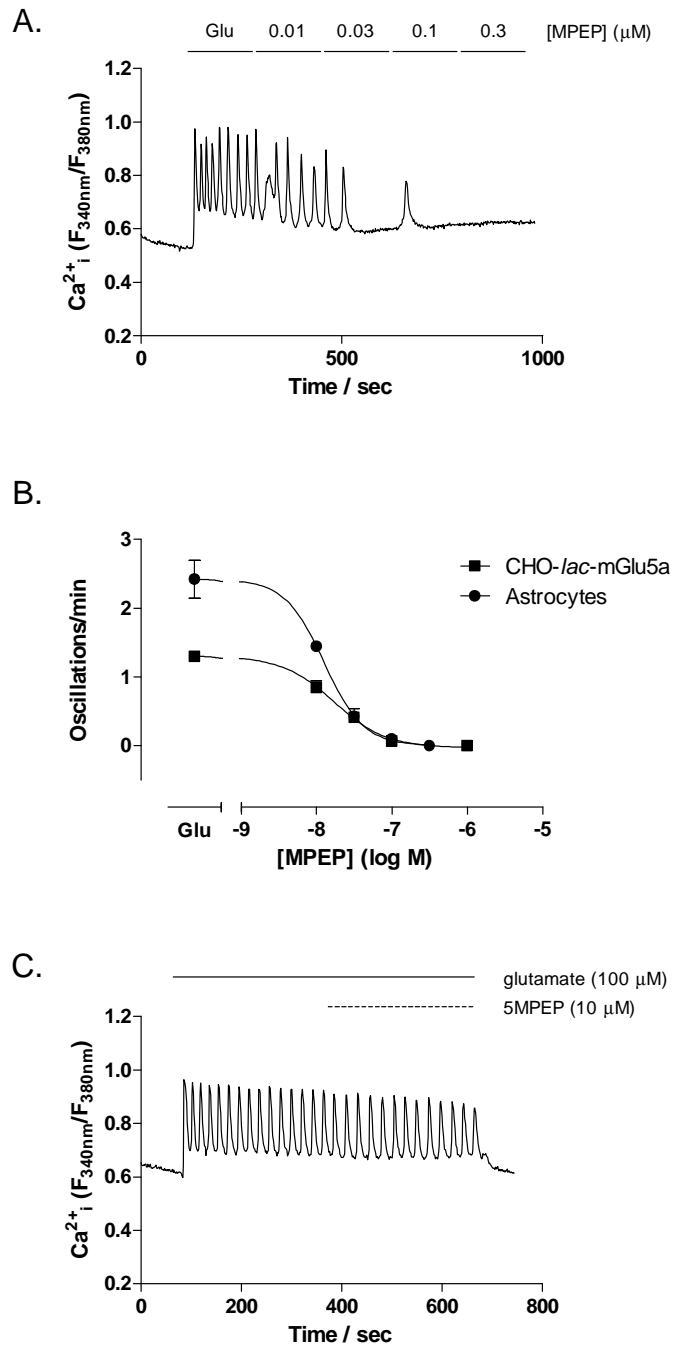 A.
Glu 0.01 0.03 0.1 0.3 [MPEP] (μM)
1.2
1.0
0.8
0.6
0.4
0.2
Ca²⁺ᵢ (F340nm/F380nm)
0 500 1000
Time / sec
B.
3
2
1
0
Oscillations/min
CHO-lac-mGlu5a
Astrocytes
Glu -9 -8 -7 -6 -5
[MPEP] (log M)
C.
glutamate (100 μM)
5MPEP (10 μM)
1.2
1.0
0.8
0.6
0.4
0.2
Ca²⁺ᵢ (F340nm/F380nm)
0 200 400 600 800
Time / sec